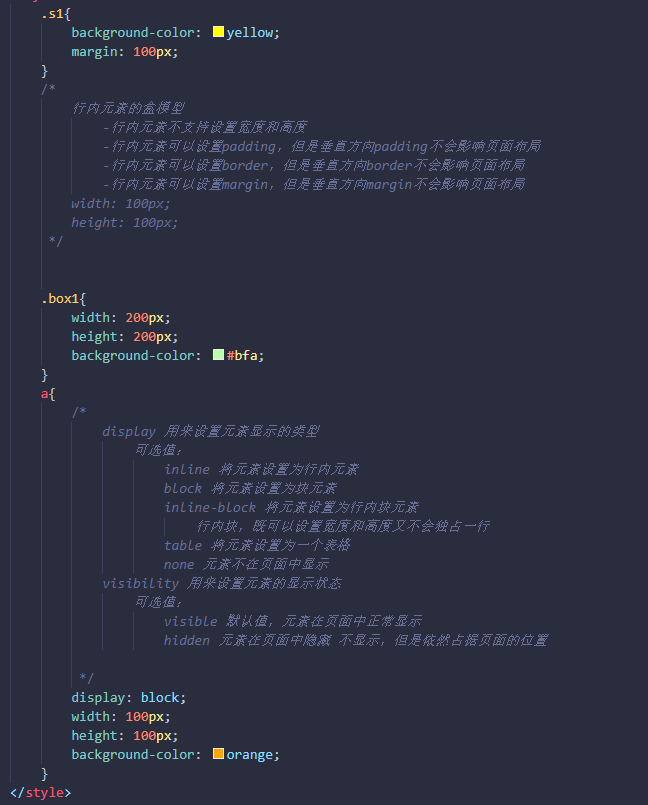 .s1{
background-color: yellow;
margin: 100px;
}
/*
行内元素的盒模型
-行内元素不支持设置宽度和高度
-行内元素可以设置padding，但是垂直方向padding不会影响页面布局
-行内元素可以设置border，但是垂直方向border不会影响页面布局
-行内元素可以设置margin，但是垂直方向margin不会影响页面布局
width: 100px;
height: 100px;
*/
.box1{
width: 200px;
height: 200px;
background-color: #bfa;
}
a{
/*
display 用来设置元素显示的类型
可选值：
inline 将元素设置为行内元素
block 将元素设置为块元素
inline-block 将元素设置为行内块元素
行内块，既可以设置宽度和高度又不会独占一行
table 将元素设置为一个表格
none 元素不在页面中显示
visibility 用来设置元素的显示状态
可选值：
visible 默认值，元素在页面中正常显示
hidden 元素在页面中隐藏 不显示，但是依然占据页面的位置
*/
display: block;
width: 100px;
height: 100px;
background-color: orange;
}
</style>